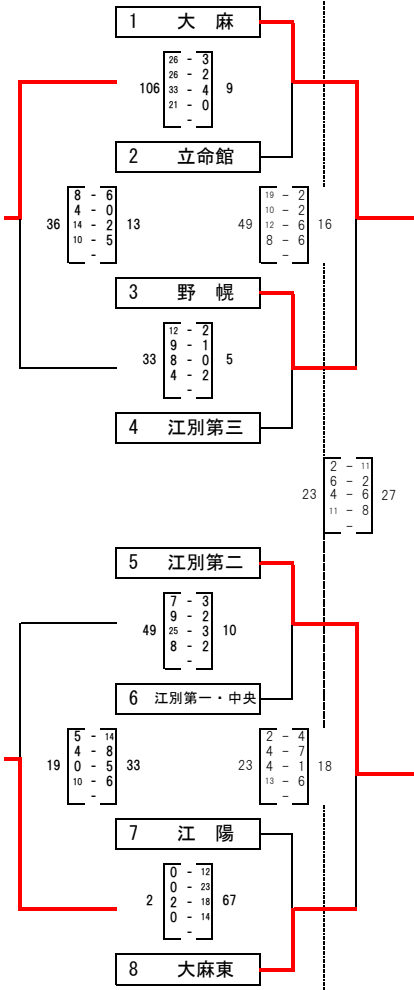 1 大 麻
26 - 3
26 - 2
106 33 - 4 9
21 - 0
-
2 立命館
8 - 6
4 - 0
36 14 - 2 13
10 - 5
-
19 - 2
10 - 2
49 12 - 6 16
8 - 6
-
3 野 幌
12 - 2
9 - 1
33 8 - 0 5
4 - 2
-
4 江別第三
2 - 11
6 - 2
23 4 - 6 27
11 - 8
-
5 江別第二
7 - 3
9 - 2
49 25 - 3 10
8 - 2
-
6 江別第一・中央
5 - 14
4 - 8
19 0 - 5 33
10 - 6
-
2 - 4
4 - 7
23 4 - 1 18
13 - 6
-
7 江 陽
0 - 12
0 - 23
2 2 - 18 67
0 - 14
-
8 大麻東